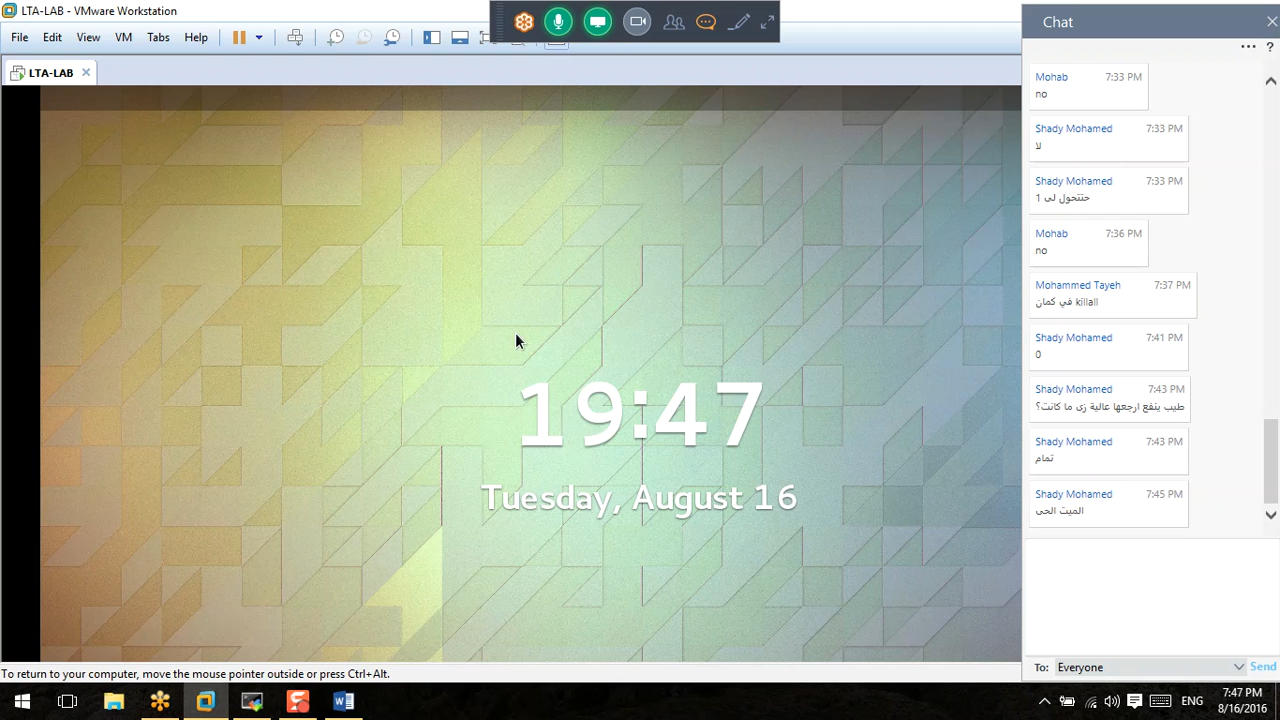 LTA-LAB - VMware Workstation
File Edit View VM Tabs Help
LTA-LAB
19:47
Tuesday, August 16
To return to your computer, move the mouse pointer outside or press Ctrl+Alt.
Chat
Mohab 7:33 PM
no
Shady Mohamed 7:33 PM
لا
Shady Mohamed 7:33 PM
حتتحول لى 1
Mohab 7:36 PM
no
Mohammed Tayeh 7:37 PM
في كمان killall
Shady Mohamed 7:41 PM
0
Shady Mohamed 7:43 PM
طيب ينفع ارجعها عالية زى ما كانت؟
Shady Mohamed 7:43 PM
تمام
Shady Mohamed 7:45 PM
الميت الحى
To: Everyone Send
ENG
7:47 PM
8/16/2016